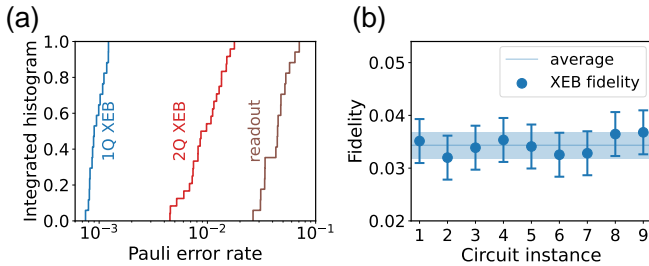 (a)
Integrated histogram
1.0
0.8
0.6
0.4
0.2
0.0
1Q XEB
2Q XEB
readout
10⁻³
10⁻²
10⁻¹
Pauli error rate
(b)
Fidelity
0.05
0.04
0.03
0.02
average
XEB fidelity
1 2 3 4 5 6 7 8 9
Circuit instance